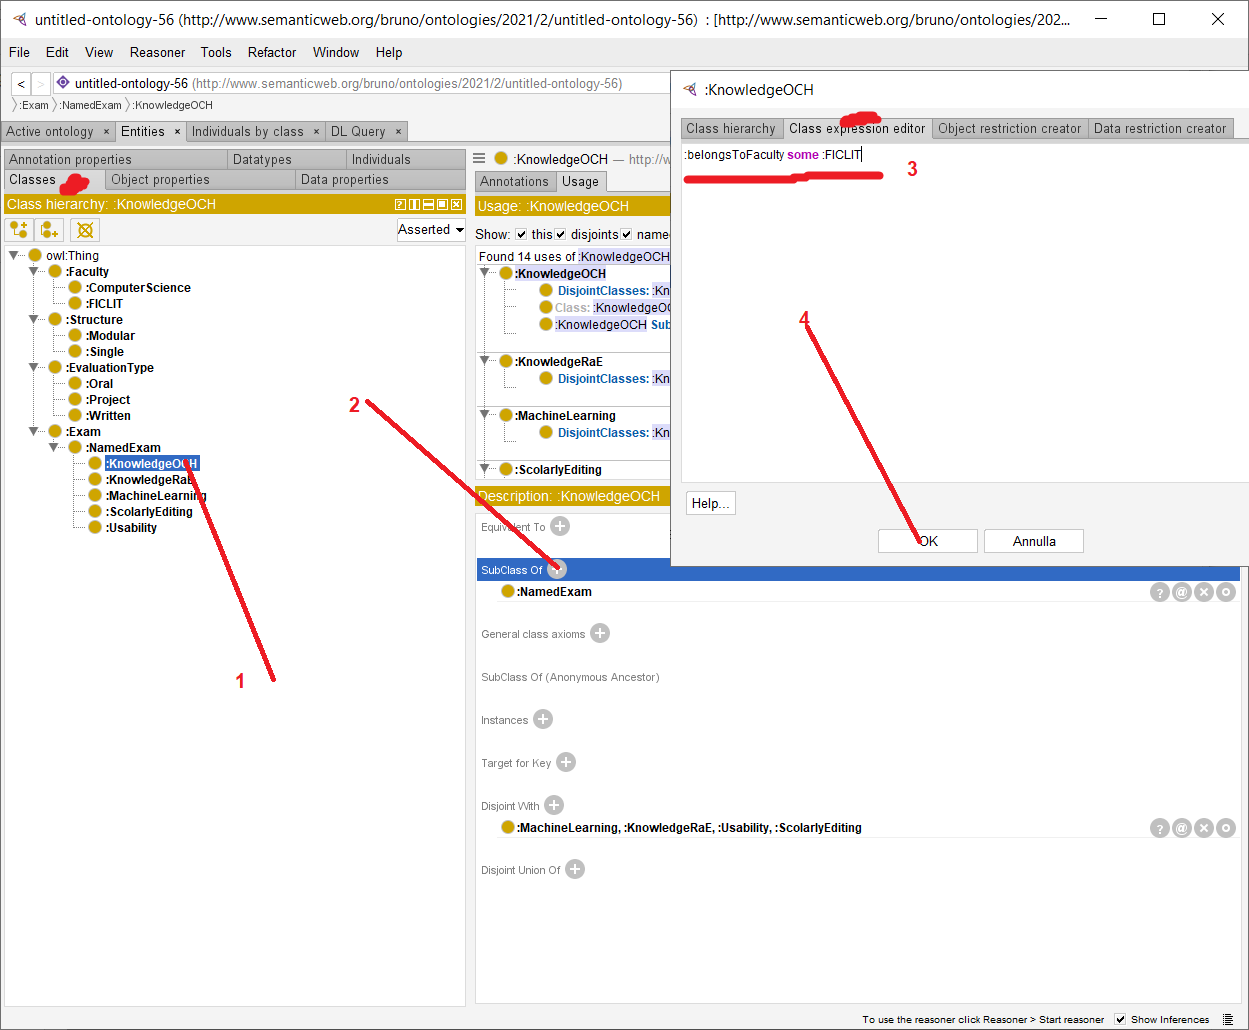 untitled-ontology-56 (http://www.semanticweb.org/bruno/ontologies/2021/2/untitled-ontology-56) : [http://www.semanticweb.org/bruno/ontologies/202...
File Edit View Reasoner Tools Refactor Window Help
< > untitled-ontology-56 (http://www.semanticweb.org/bruno/ontologies/2021/2/untitled-ontology-56)
:Exam :NamedExam :KnowledgeOCH
Active ontology × Entities × Individuals by class × DL Query ×
Annotation properties Datatypes Individuals
Classes Object properties Data properties
Class hierarchy: :KnowledgeOCH
Asserted
owl:Thing
:Faculty
:ComputerScience
:FICLIT
:Structure
:Modular
:Single
:EvaluationType
:Oral
:Project
:Written
:Exam
:NamedExam
:KnowledgeOCH
:KnowledgeRaE
:MachineLearning
:ScolarlyEditing
:Usability
1
2
:KnowledgeOCH — http://w
Annotations Usage
Usage: :KnowledgeOCH
Show: this disjoints name
Found 14 uses of :KnowledgeOCH
:KnowledgeOCH
DisjointClasses: :Kn
Class: :KnowledgeOC
:KnowledgeOCH Sub
:KnowledgeRaE
DisjointClasses: :Kn
:MachineLearning
DisjointClasses: :Kn
:ScolarlyEditing
Description: :KnowledgeOCH
Equivalent To
SubClass Of
:NamedExam
General class axioms
SubClass Of (Anonymous Ancestor)
Instances
Target for Key
Disjoint With
:MachineLearning, :KnowledgeRaE, :Usability, :ScolarlyEditing
Disjoint Union Of
:KnowledgeOCH
Class hierarchy Class expression editor Object restriction creator Data restriction creator
:belongsToFaculty some :FICLIT
3
4
Help...
OK Annulla
To use the reasoner click Reasoner > Start reasoner Show Inferences